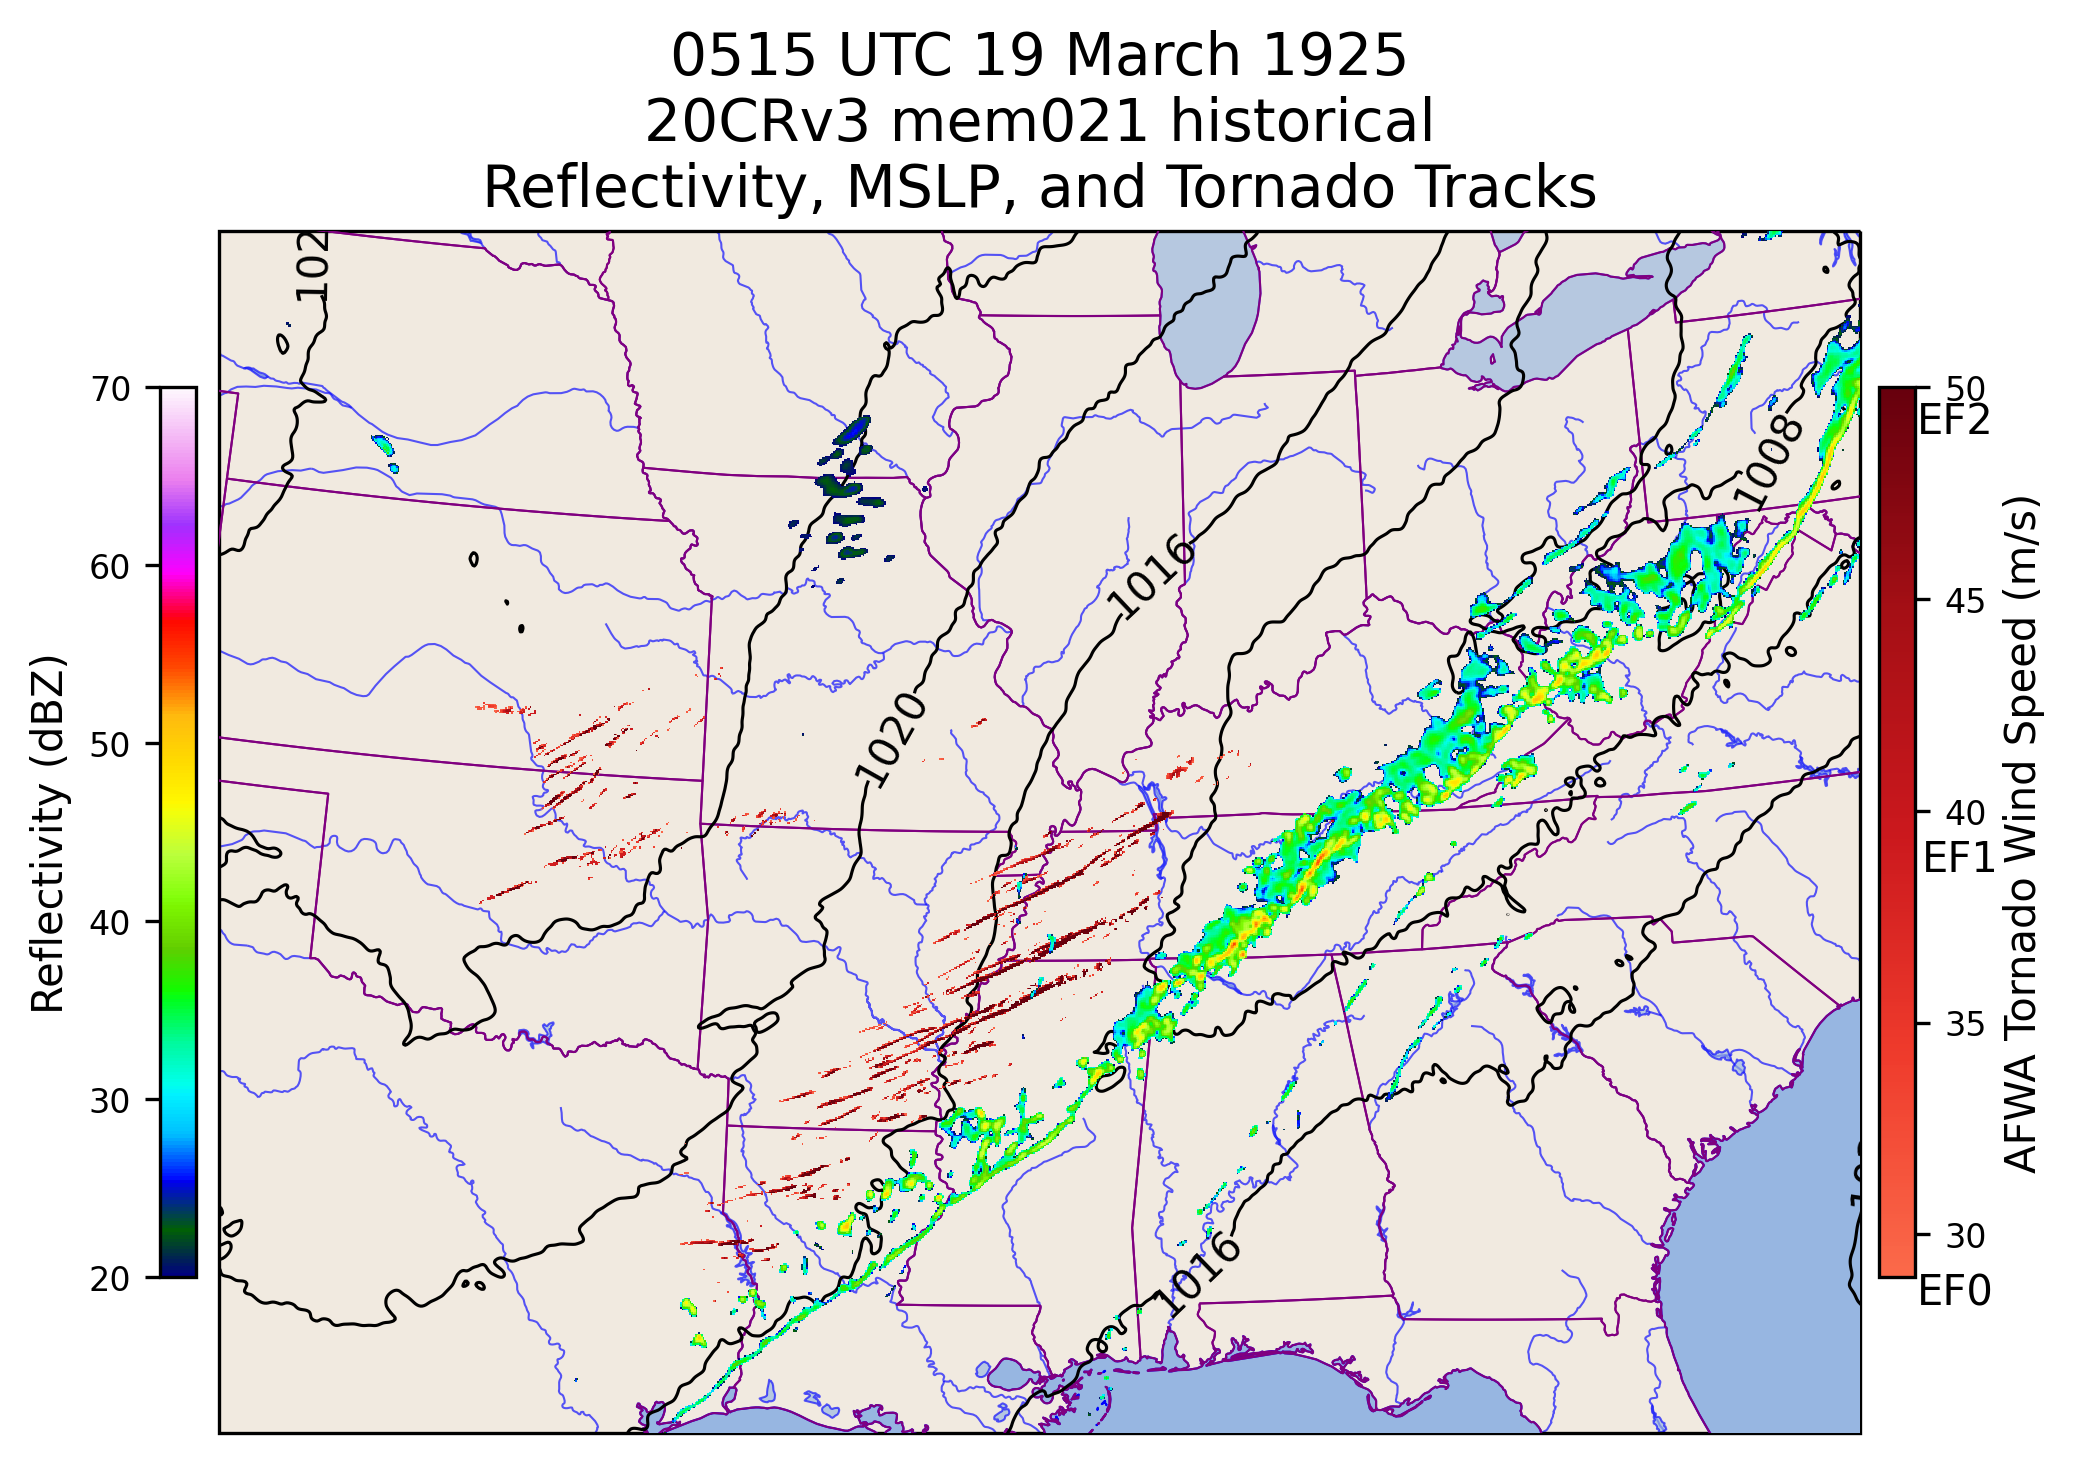 0515 UTC 19 March 1925
20CRv3 mem021 historical
Reflectivity, MSLP, and Tornado Tracks
102
70
60
50
40
30
20
Reflectivity (dBZ)
1008
1016
1020
1016
50
EF2
45
40
EF1
35
30
EF0
AFWA Tornado Wind Speed (m/s)